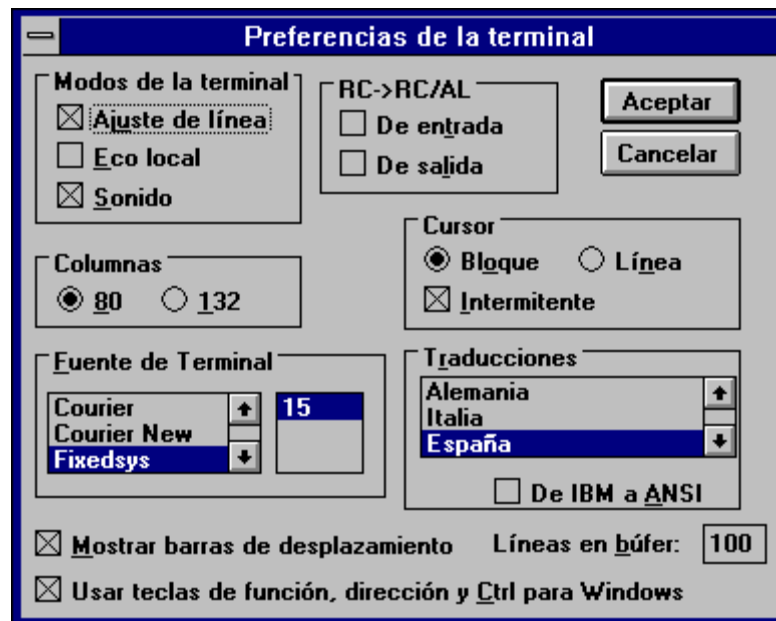 Preferencias de la terminal
Modos de la terminal
Ajuste de línea
Eco local
Sonido
RC->RC/AL
De entrada
De salida
Aceptar
Cancelar
Columnas
80 132
Cursor
Bloque Línea
Intermitente
Fuente de Terminal
Courier
Courier New
Fixedsys
15
Traducciones
Alemania
Italia
España
De IBM a ANSI
Mostrar barras de desplazamiento Líneas en búfer: 100
Usar teclas de función, dirección y Ctrl para Windows